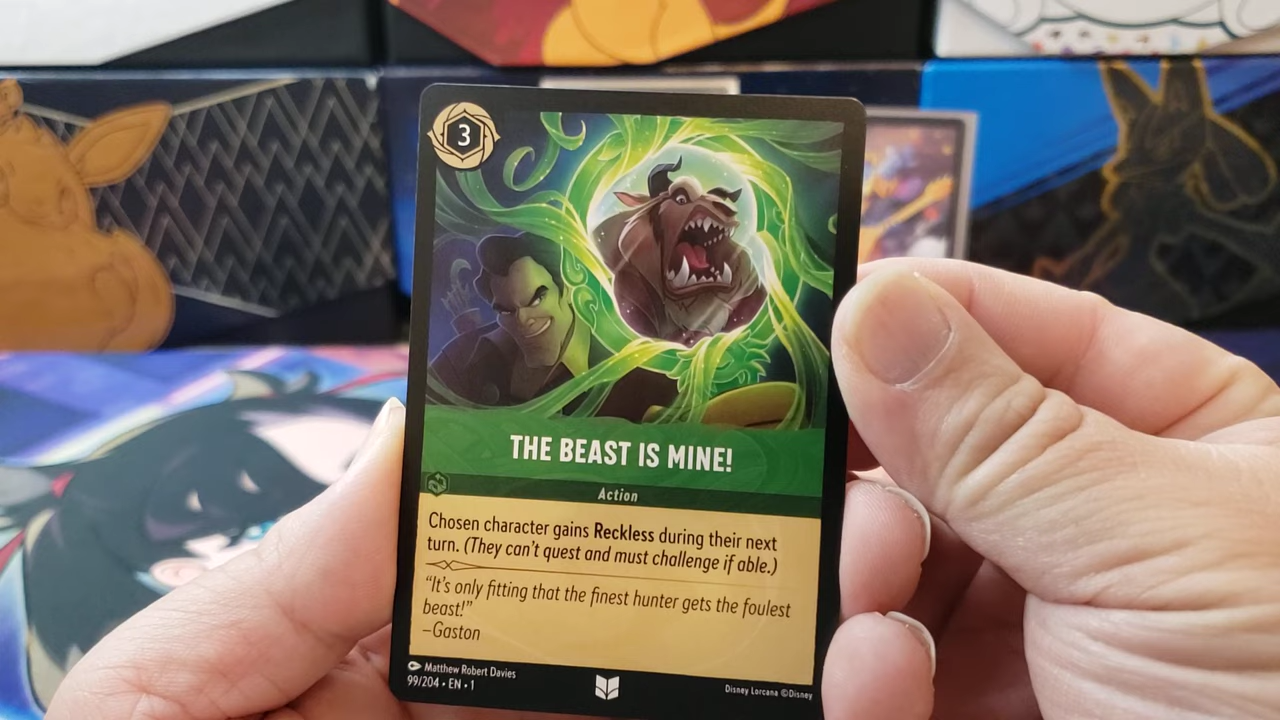 3
THE BEAST IS MINE!
Action
Chosen character gains Reckless during their next
turn. (They can't quest and must challenge if able.)
"It's only fitting that the finest hunter gets the foulest
beast!"
–Gaston
Matthew Robert Davies
99/204 • EN • 1
Disney Lorcana ©Disney